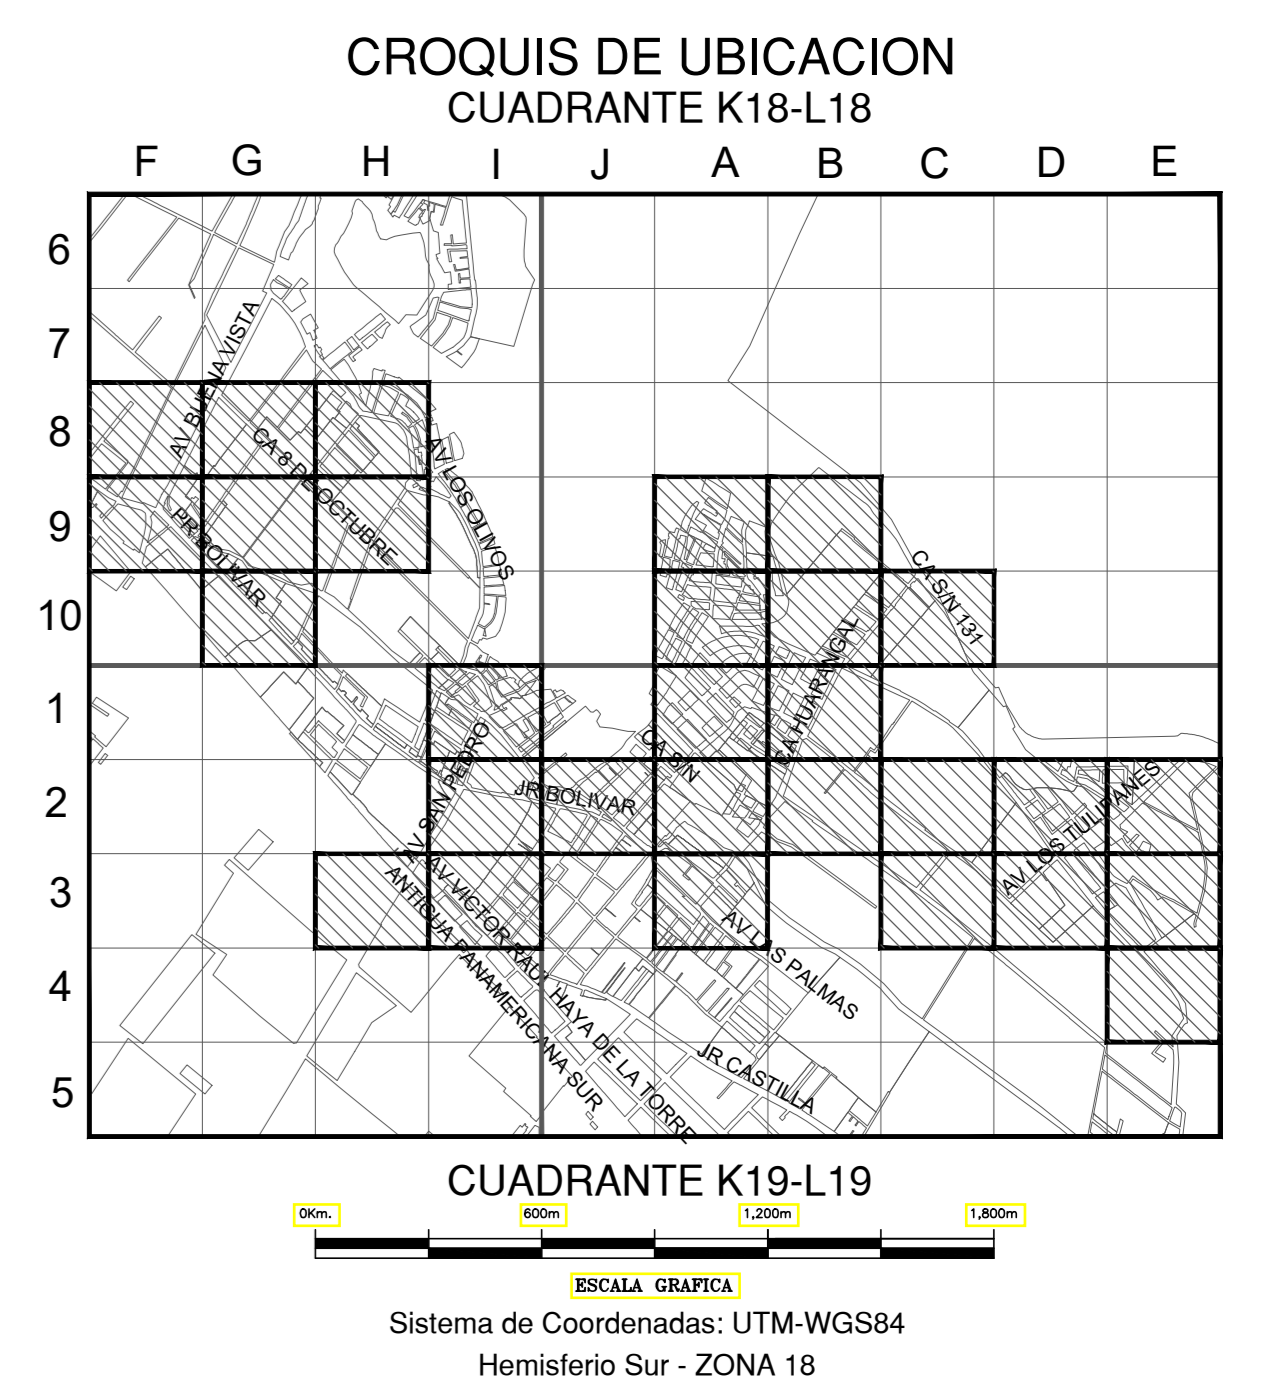 CROQUIS DE UBICACION
CUADRANTE K18-L18
F G H I J A B C D E
6
7
AV BUENA VISTA
8
CA 8 DE OCTUBRE
AV LOS OLIVOS
9
PR BOLIVAR
CA S/N 131
10
CA HUARANGAL
1
AV SAN PEDRO
CA S/N
2
JR BOLIVAR
AV LOS TULIPANES
3
ANTIGUA PANAMERICANA SUR
AV VICTOR RAUL HAYA DE LA TORRE
AV LAS PALMAS
4
JR CASTILLA
5
CUADRANTE K19-L19
0Km. 600m 1,200m 1,800m
ESCALA GRAFICA
Sistema de Coordenadas: UTM-WGS84
Hemisferio Sur - ZONA 18